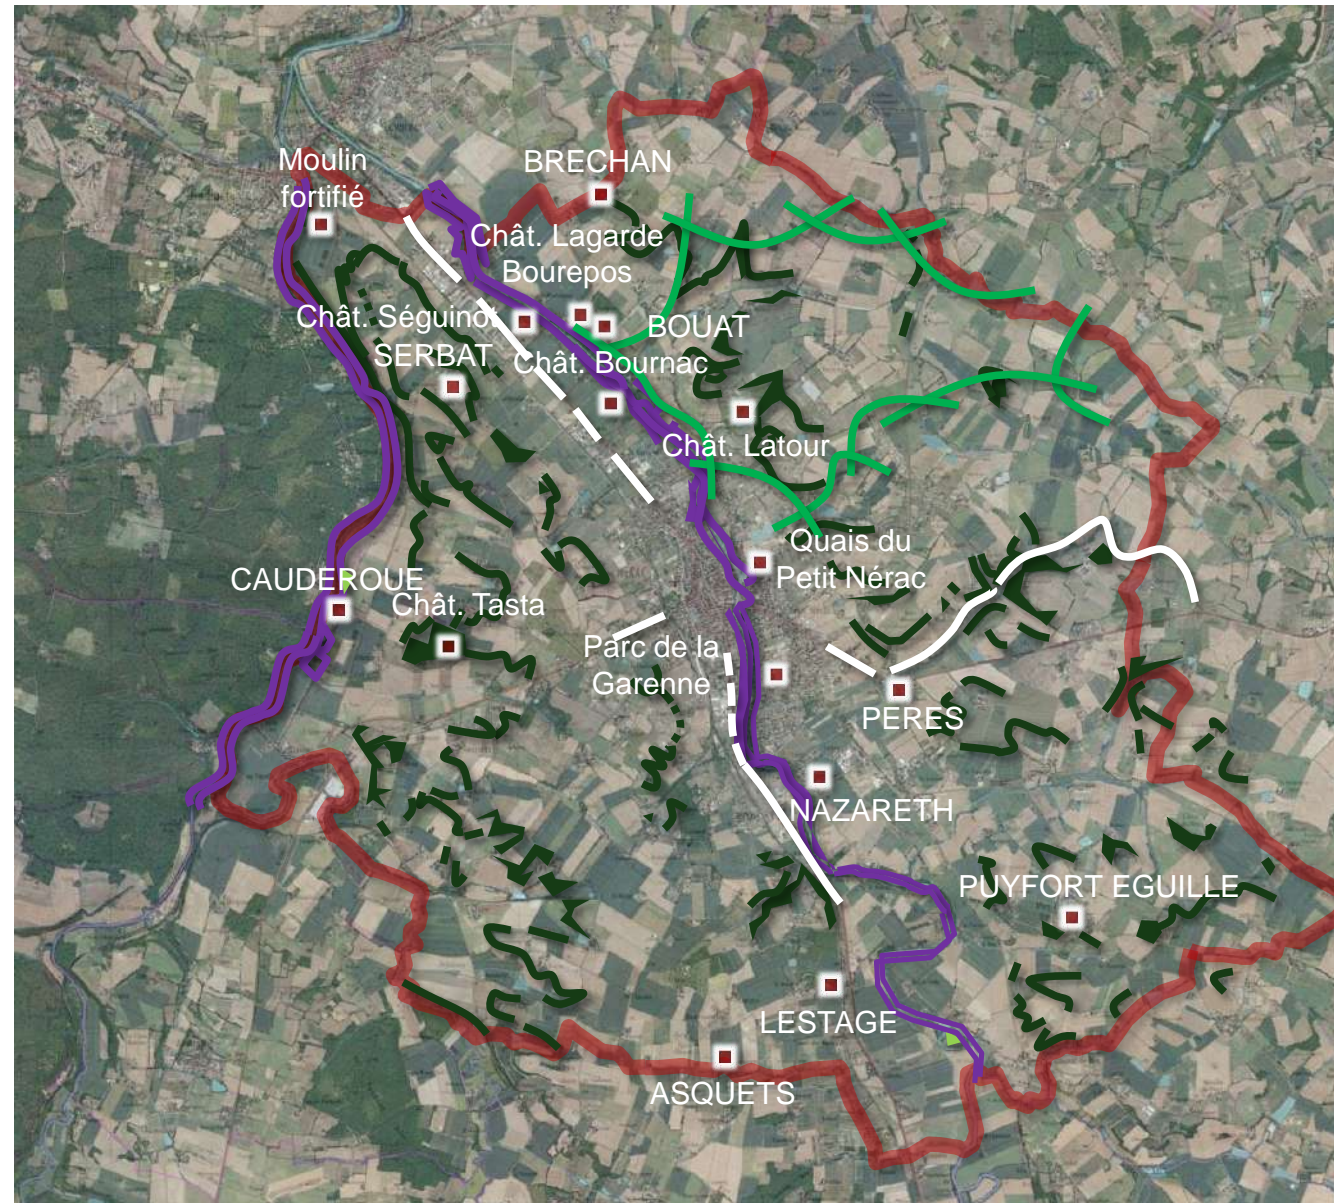 Moulin
fortifié
BRECHAN
Chât. Lagarde
Bourepos
Chât. Séguinot
BOUAT
SERBAT
Chât. Bournac
Chât. Latour
Quais du
Petit Nérac
CAUDEROUE
Chât. Tasta
Parc de la
Garenne
PERES
NAZARETH
PUYFORT EGUILLE
LESTAGE
ASQUETS